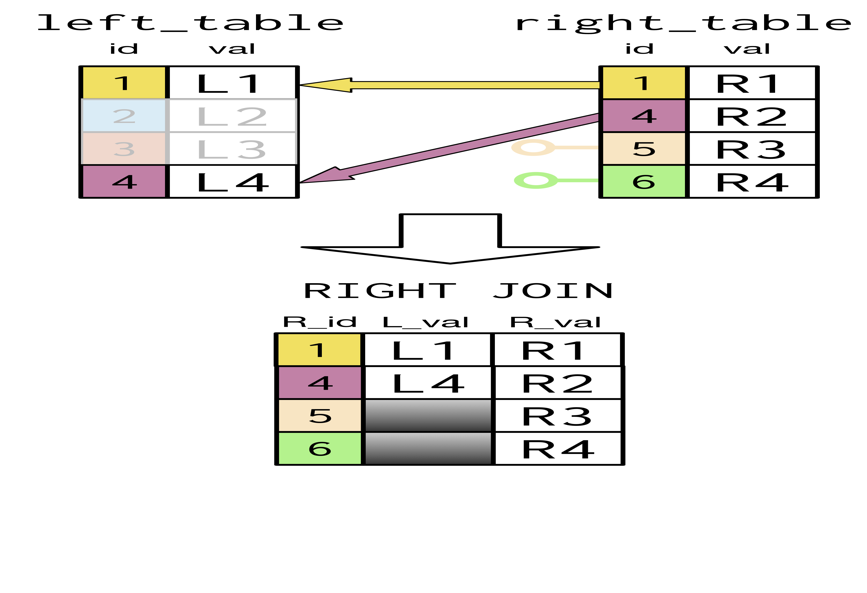 left_table right_table
id val id val
1 L1 1 R1
2 L2 4 R2
3 L3 5 R3
4 L4 6 R4
RIGHT JOIN
R_id L_val R_val
1 L1 R1
4 L4 R2
5 R3
6 R4